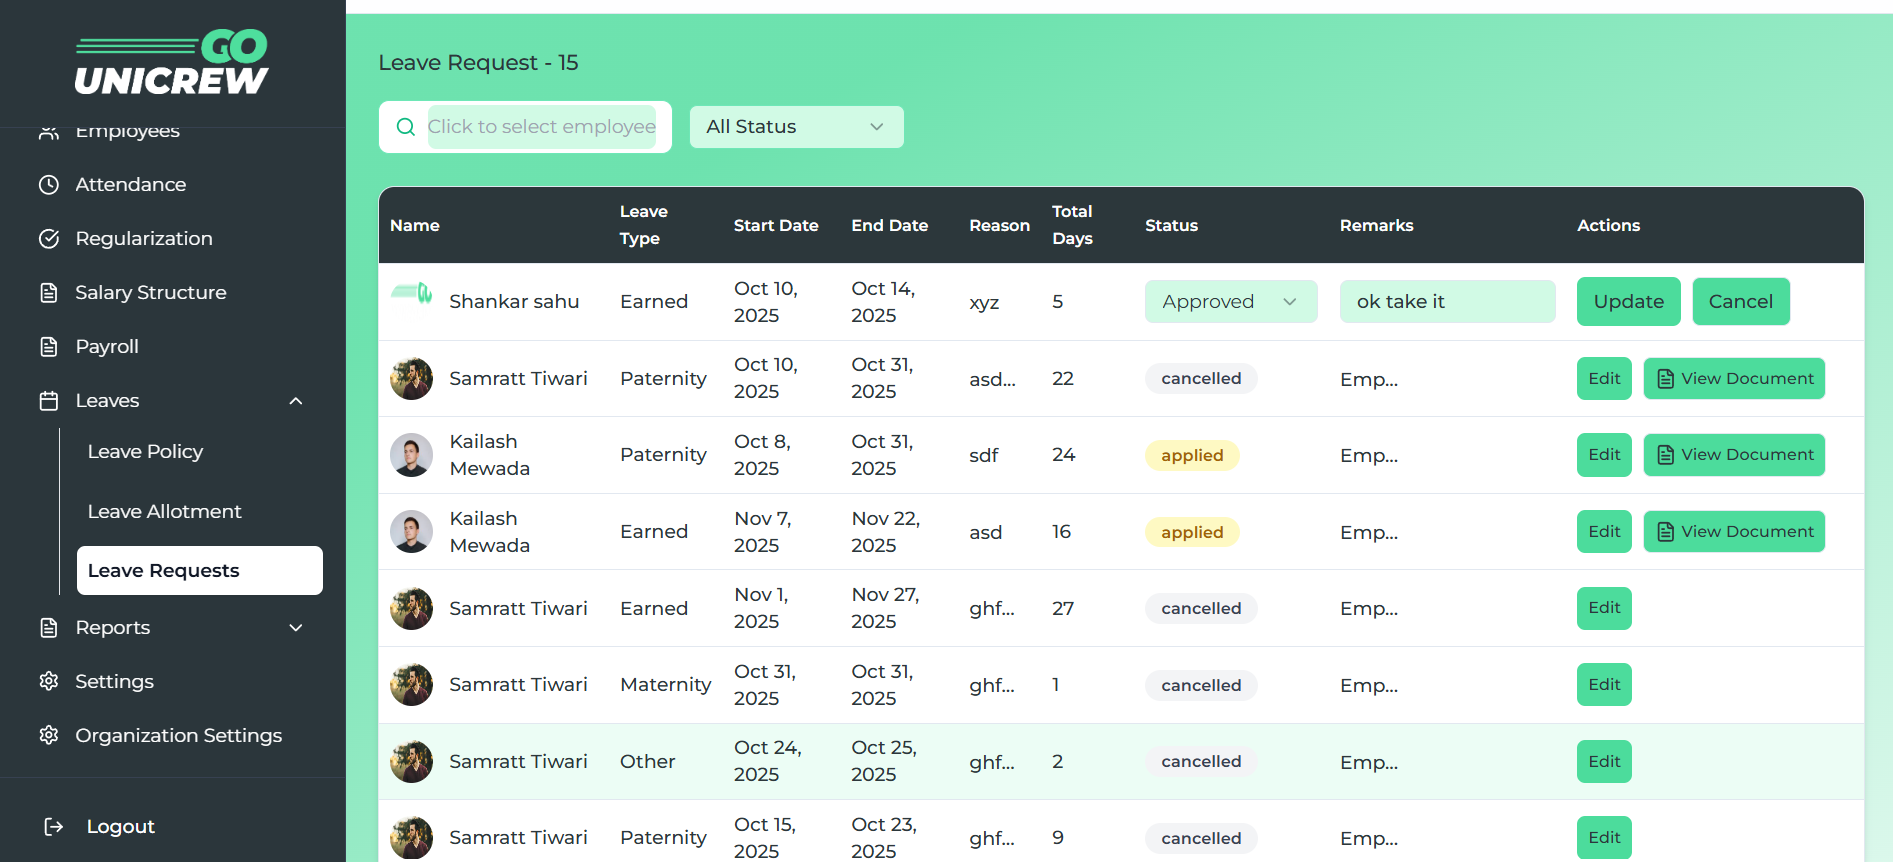 GO
UNICREW
Employees
Attendance
Regularization
Salary Structure
Payroll
Leaves
Leave Policy
Leave Allotment
Leave Requests
Reports
Settings
Organization Settings
Logout
Leave Request - 15
Click to select employee
All Status
Name
Leave
Type
Start Date
End Date
Reason
Total
Days
Status
Remarks
Actions
Shankar sahu
Earned
Oct 10,
2025
Oct 14,
2025
xyz
5
Approved
ok take it
Update
Cancel
Samratt Tiwari
Paternity
Oct 10,
2025
Oct 31,
2025
asd...
22
cancelled
Emp...
Edit
View Document
Kailash
Mewada
Paternity
Oct 8,
2025
Oct 31,
2025
sdf
24
applied
Emp...
Edit
View Document
Kailash
Mewada
Earned
Nov 7,
2025
Nov 22,
2025
asd
16
applied
Emp...
Edit
View Document
Samratt Tiwari
Earned
Nov 1,
2025
Nov 27,
2025
ghf...
27
cancelled
Emp...
Edit
Samratt Tiwari
Maternity
Oct 31,
2025
Oct 31,
2025
ghf...
1
cancelled
Emp...
Edit
Samratt Tiwari
Other
Oct 24,
2025
Oct 25,
2025
ghf...
2
cancelled
Emp...
Edit
Samratt Tiwari
Paternity
Oct 15,
2025
Oct 23,
2025
ghf...
9
cancelled
Emp...
Edit